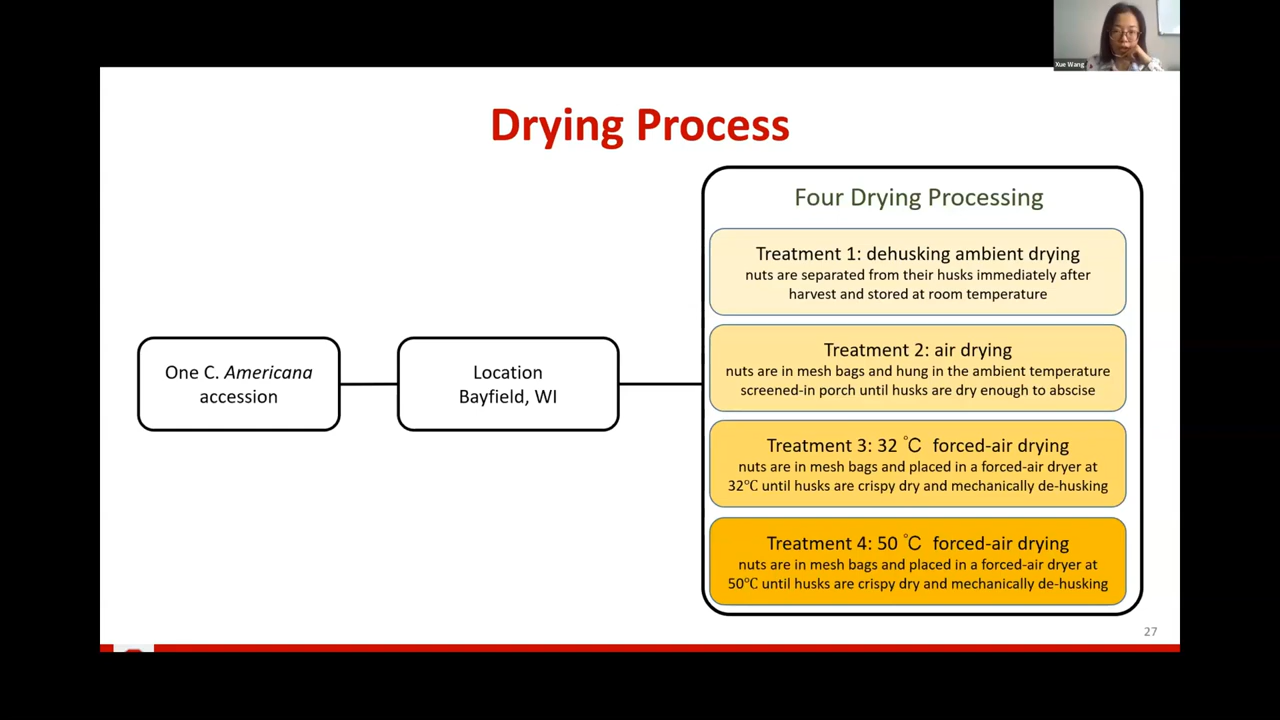 Xue Wang
Drying Process
One C. Americana
accession
Location
Bayfield, WI
Four Drying Processing
Treatment 1: dehusking ambient drying
nuts are separated from their husks immediately after
harvest and stored at room temperature
Treatment 2: air drying
nuts are in mesh bags and hung in the ambient temperature
screened-in porch until husks are dry enough to abscise
Treatment 3: 32 ℃ forced-air drying
nuts are in mesh bags and placed in a forced-air dryer at
32℃ until husks are crispy dry and mechanically de-husking
Treatment 4: 50 ℃ forced-air drying
nuts are in mesh bags and placed in a forced-air dryer at
50℃ until husks are crispy dry and mechanically de-husking
27